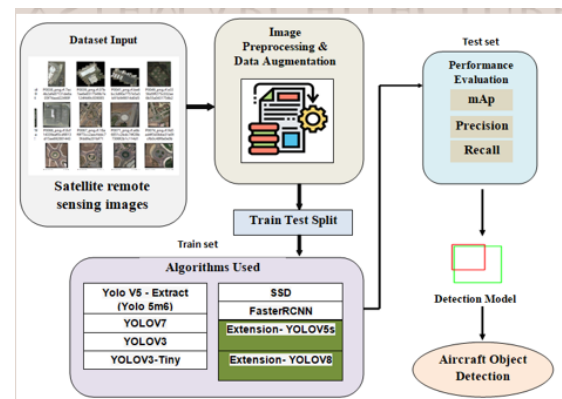 Dataset Input
Satellite remote
sensing images
Image
Preprocessing &
Data Augmentation
Train Test Split
Train set
Algorithms Used
Yolo V5 - Extract
(Yolo 5m6)
YOLOV7
YOLOV3
YOLOV3-Tiny
SSD
FasterRCNN
Extension- YOLOV5s
Extension- YOLOV8
Test set
Performance
Evaluation
mAp
Precision
Recall
Detection Model
Aircraft Object
Detection